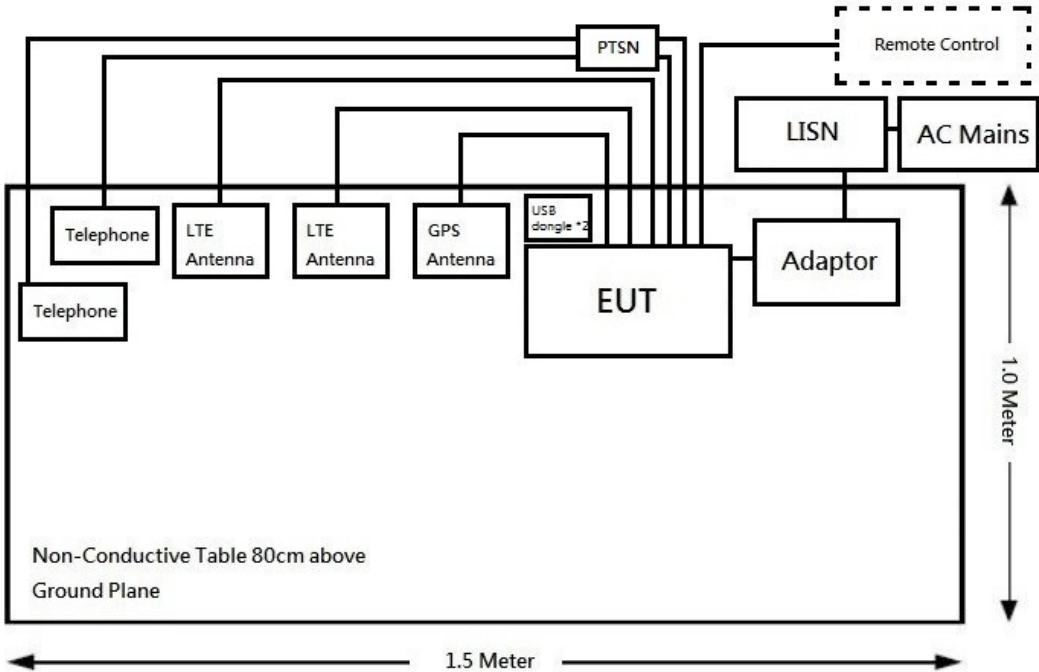 PTSN
Remote Control
LISN
AC Mains
Telephone
LTE
Antenna
LTE
Antenna
GPS
Antenna
USB
dongle *2
EUT
Adaptor
Telephone
1.0 Meter
Non-Conductive Table 80cm above
Ground Plane
1.5 Meter